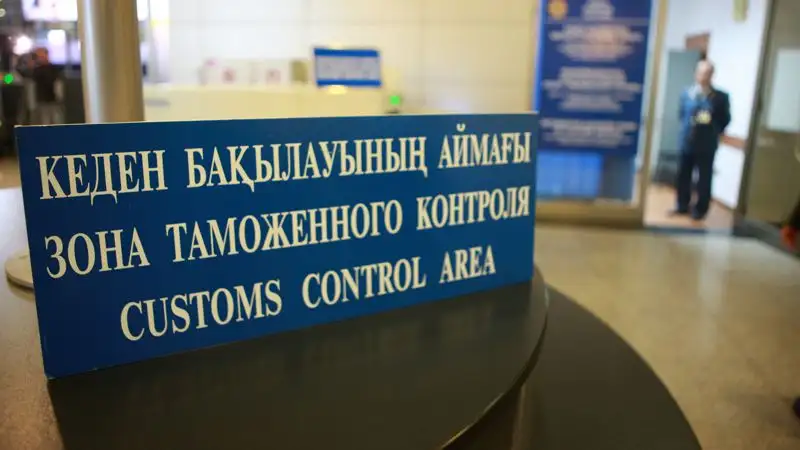 КЕДЕН БАҚЫЛАУЫНЫҢ АЙМАҒЫ
ЗОНА ТАМОЖЕННОГО КОНТРОЛЯ
CUSTOMS CONTROL AREA